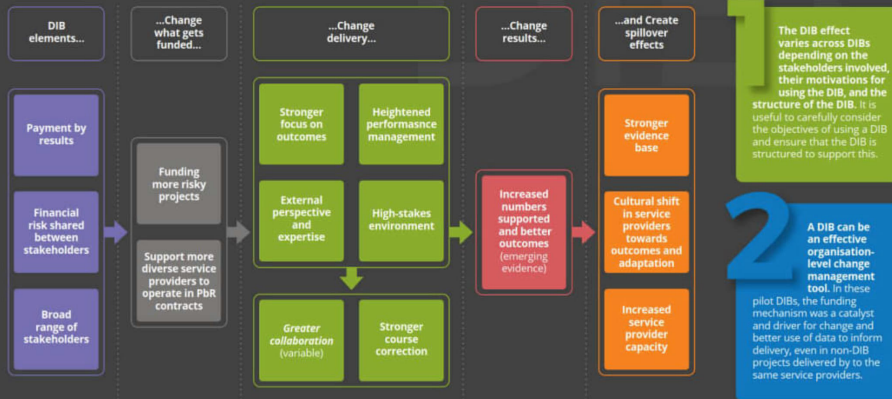 DIB
elements...
...Change
what gets
funded...
...Change
delivery...
...Change
results...
...and Create
spillover
effects
Payment by
results
Financial
risk shared
between
stakeholders
Broad
range of
stakeholders
Funding
more risky
projects
Support more
diverse service
providers to
operate in PbR
contracts
Stronger
focus on
outcomes
Heightened
performasnce
management
External
perspective
and
expertise
High-stakes
environment
Greater
collaboration
(variable)
Stronger
course
correction
Increased
numbers
supported
and better
outcomes
(emerging
evidence)
Stronger
evidence
base
Cultural shift
in service
providers
towards
outcomes and
adaptation
Increased
service
provider
capacity
1
The DIB effect
varies across DIBs
depending on the
stakeholders involved,
their motivations for
using the DIB, and the
structure of the DIB. It is
useful to carefully consider
the objectives of using a DIB
and ensure that the DIB is
structured to support this.
2
A DIB can be
an effective
organisation-
level change
management
tool. In these
pilot DIBs, the funding
mechanism was a catalyst
and driver for change and
better use of data to inform
delivery, even in non-DIB
projects delivered by to the
same service providers.